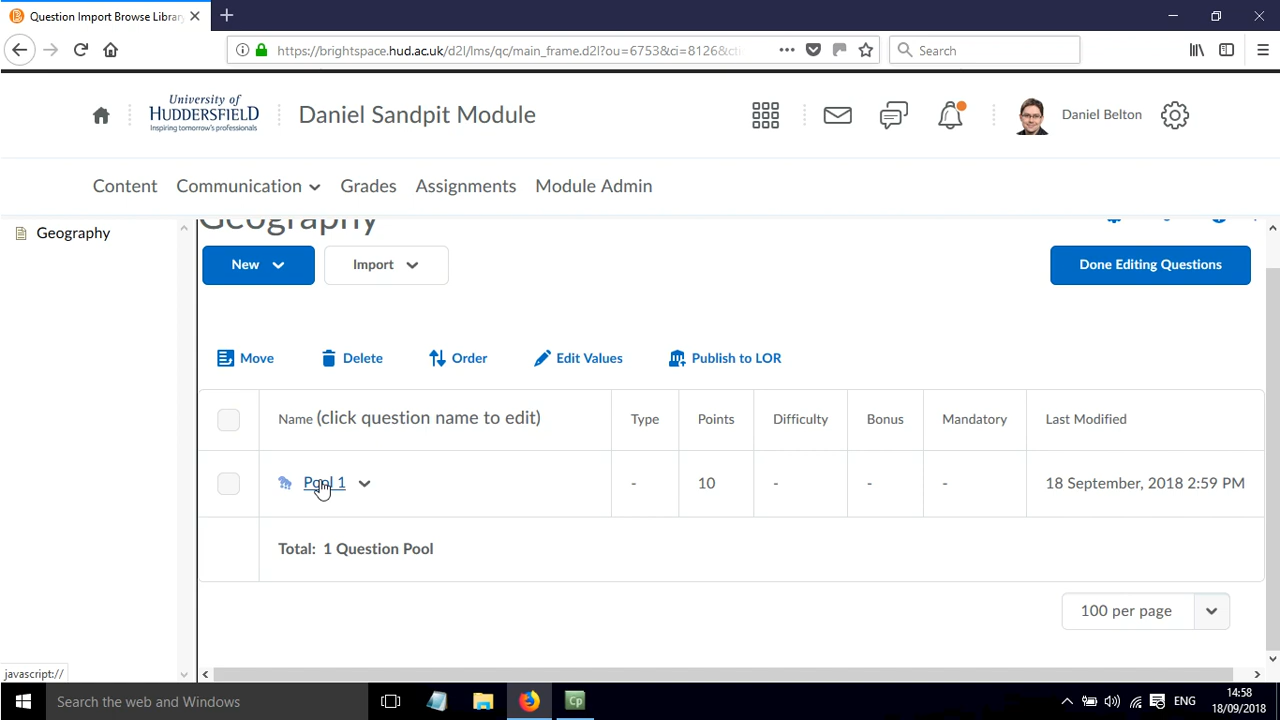 Question Import Browse Library
https://brightspace.hud.ac.uk/d2l/lms/qc/main_frame.d2l?ou=6753&ci=8126&ct
Search
University of
HUDDERSFIELD
Inspiring tomorrow's professionals
Daniel Sandpit Module
Daniel Belton
Content
Communication
Grades
Assignments
Module Admin
Geography
Geography
New
Import
Done Editing Questions
Move
Delete
Order
Edit Values
Publish to LOR
Name (click question name to edit)
Type
Points
Difficulty
Bonus
Mandatory
Last Modified
Pool 1
-
10
-
-
-
18 September, 2018 2:59 PM
Total: 1 Question Pool
100 per page
javascript://
Search the web and Windows
Cp
ENG
14:58
18/09/2018